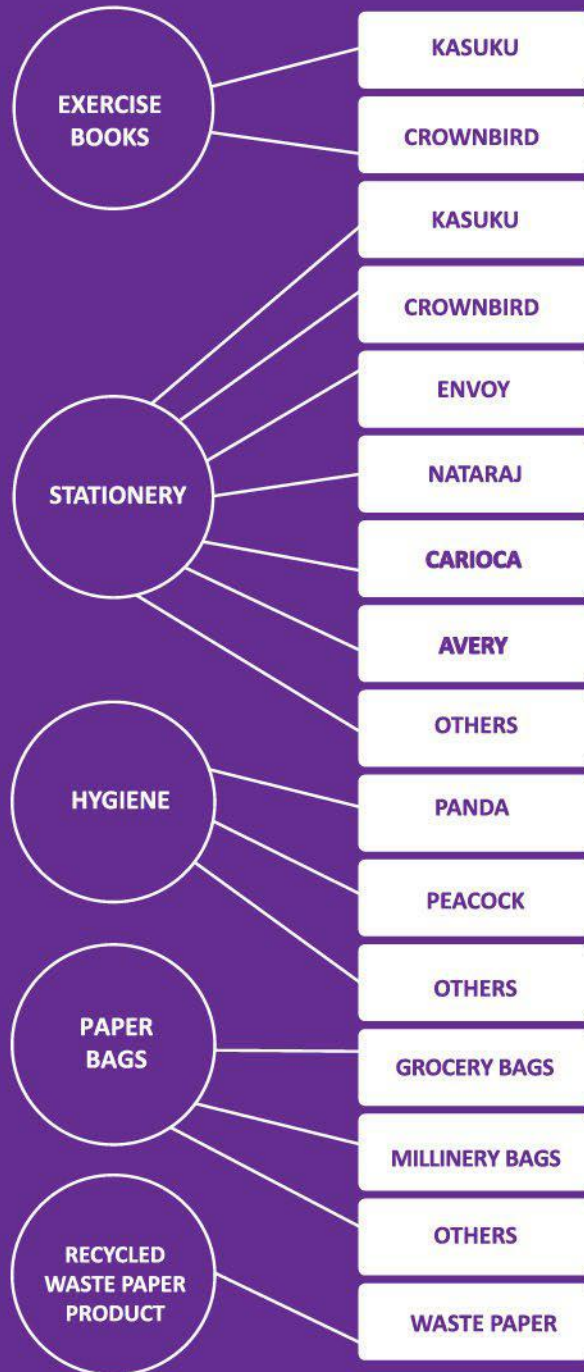 EXERCISE
BOOKS
KASUKU
CROWNBIRD
STATIONERY
KASUKU
CROWNBIRD
ENVOY
NATARAJ
CARIOCA
AVERY
OTHERS
HYGIENE
PANDA
PEACOCK
OTHERS
PAPER
BAGS
GROCERY BAGS
MILLINERY BAGS
OTHERS
RECYCLED
WASTE PAPER
PRODUCT
WASTE PAPER